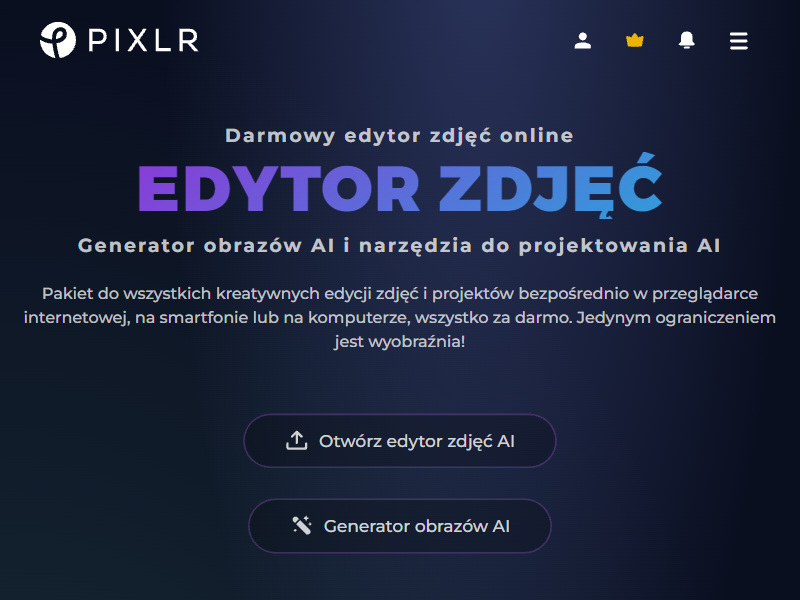 PIXLR
Darmowy edytor zdjęć online
EDYTOR ZDJĘĆ
Generator obrazów AI i narzędzia do projektowania AI
Pakiet do wszystkich kreatywnych edycji zdjęć i projektów bezpośrednio w przeglądarce
internetowej, na smartfonie lub na komputerze, wszystko za darmo. Jedynym ograniczeniem
jest wyobraźnia!
Otwórz edytor zdjęć AI
Generator obrazów AI